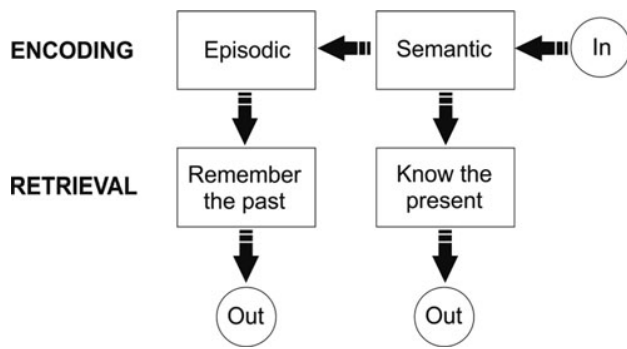 ENCODING
Episodic
Semantic
In
RETRIEVAL
Remember
the past
Know the
present
Out
Out